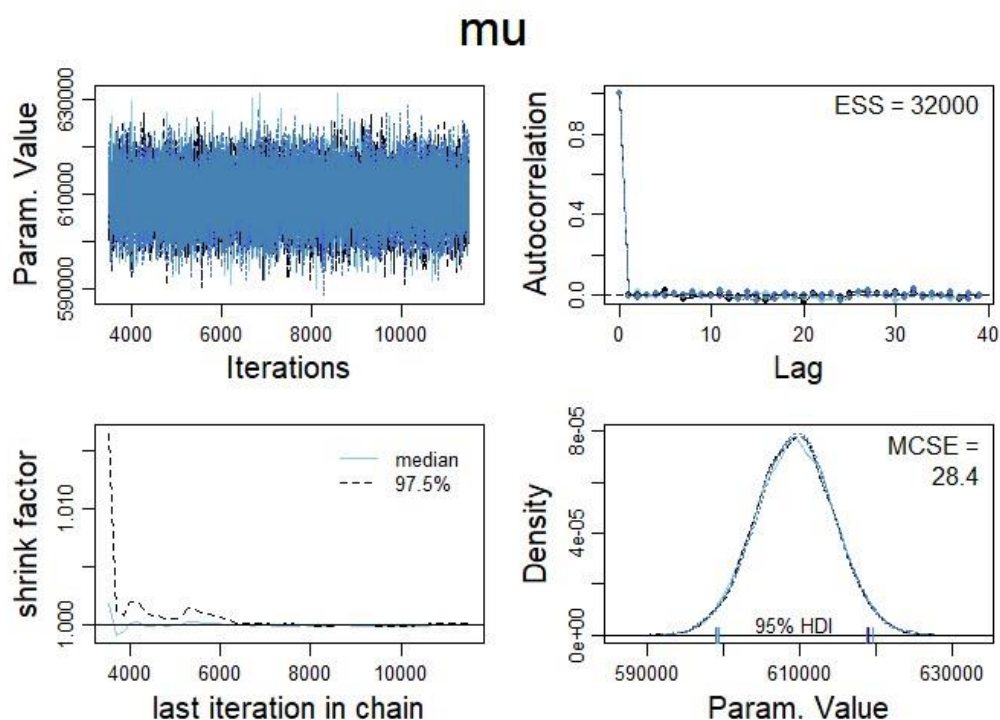 mu
630000
610000
590000
Param. Value
4000 6000 8000 10000
Iterations
ESS = 32000
0.8
0.4
0.0
Autocorrelation
0 10 20 30 40
Lag
median
97.5%
1.010
1.000
shrink factor
4000 6000 8000 10000
last iteration in chain
MCSE =
28.4
8e-05
4e-05
0e+00
Density
95% HDI
590000 610000 630000
Param. Value